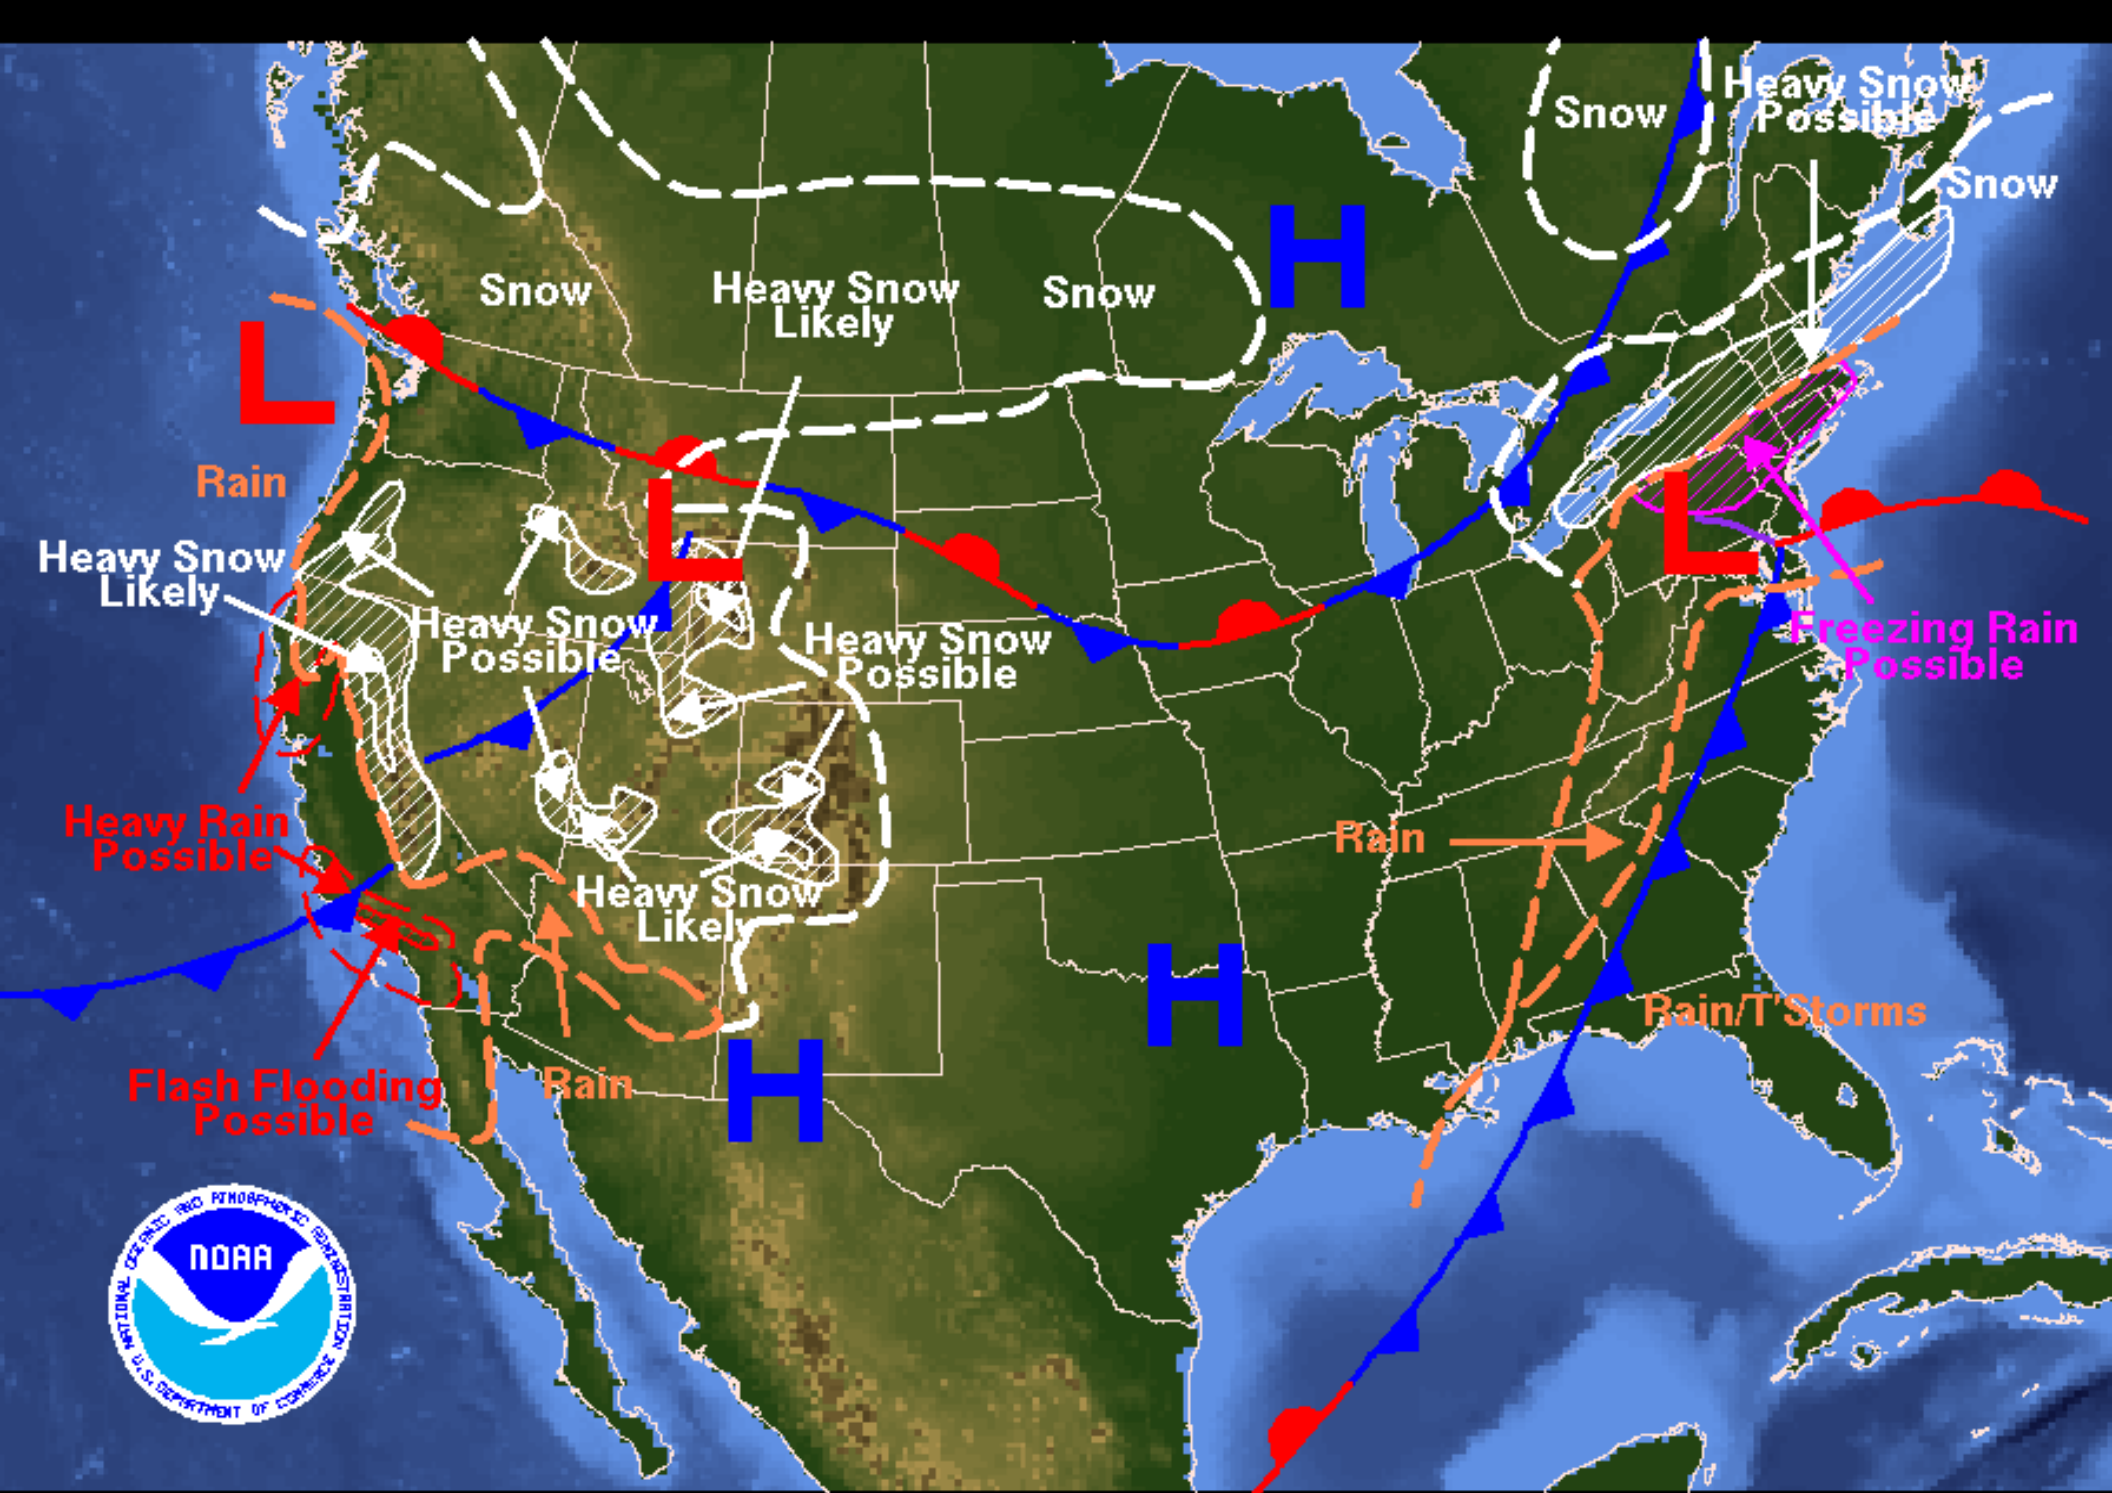 Heavy Snow
Possible
Snow
Snow
Snow
Heavy Snow
Likely
Snow
H
L
Rain
L
L
Heavy Snow
Likely
Heavy Snow
Possible
Heavy Snow
Possible
Freezing Rain
Possible
Heavy Rain
Possible
Rain
Heavy Snow
Likely
H
Rain/T'Storms
Flash Flooding
Possible
Rain
H
NATIONAL OCEANIC AND ATMOSPHERIC ADMINISTRATION
NOAA
U.S. DEPARTMENT OF COMMERCE